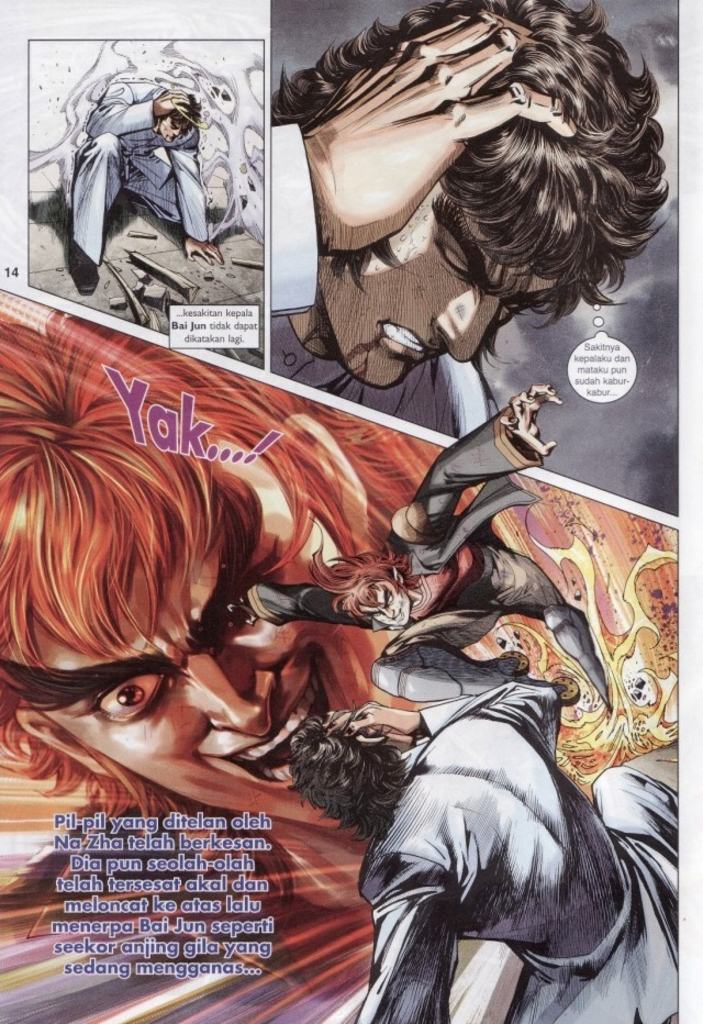 14
...kesakitan kepala
Bai Jun tidak dapat
dikatakan lagi.
Sakitnya
kepalaku dan
mataku pun
sudah kabur-
kabur...
Yak....!
Pil-pil yang ditelan oleh
Na Zha telah berkesan.
Dia pun seolah-olah
telah tersesat akal dan
meloncat ke atas lalu
menerpa Bai Jun seperti
seekor anjing gila yang
sedang mengganas...